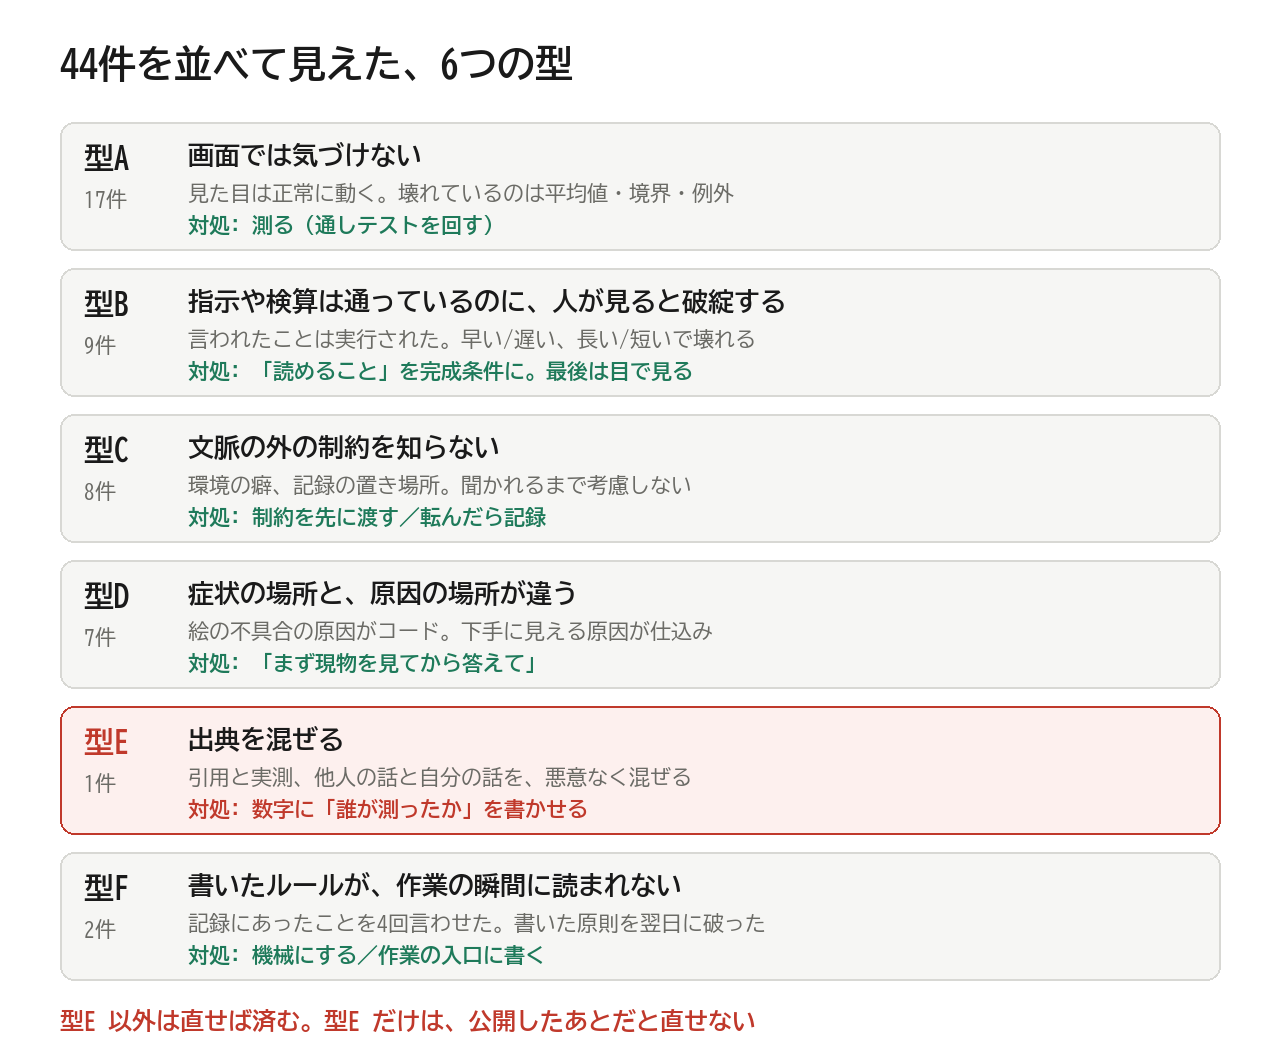 44件を並べて見えた、6つの型
型A
画面では気づけない
17件
見た目は正常に動く。壊れているのは平均値・境界・例外
対処: 測る（通しテストを回す）
型B
指示や検算は通っているのに、人が見ると破綻する
9件
言われたことは実行された。早い/遅い、長い/短いで壊れる
対処: 「読めること」を完成条件に。最後は目で見る
型C
文脈の外の制約を知らない
8件
環境の癖、記録の置き場所。聞かれるまで考慮しない
対処: 制約を先に渡す／転んだら記録
型D
症状の場所と、原因の場所が違う
7件
絵の不具合の原因がコード。下手に見える原因が仕込み
対処: 「まず現物を見てから答えて」
型E
出典を混ぜる
1件
引用と実測、他人の話と自分の話を、悪意なく混ぜる
対処: 数字に「誰が測ったか」を書かせる
型F
書いたルールが、作業の瞬間に読まれない
2件
記録にあったことを4回言わせた。書いた原則を翌日に破った
対処: 機械にする／作業の入口に書く
型E 以外は直せば済む。型E だけは、公開したあとだと直せない